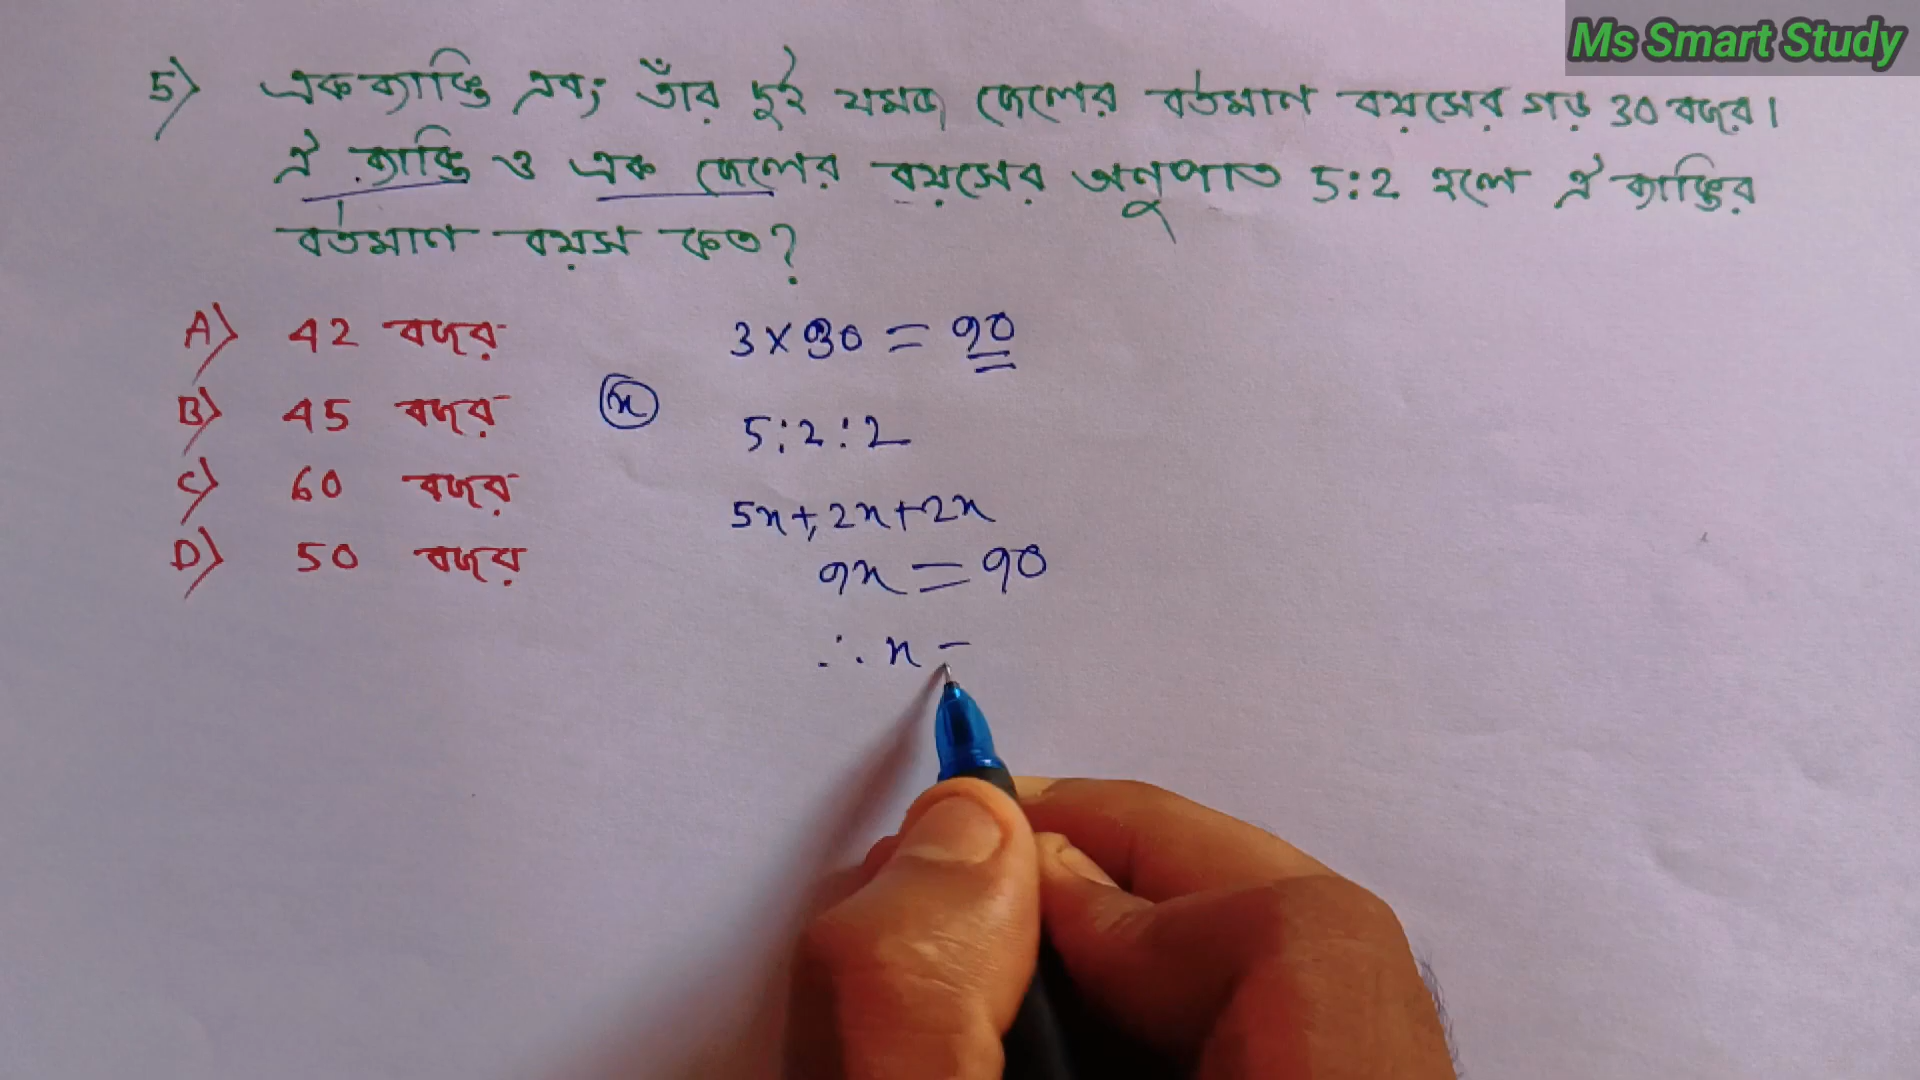 Ms Smart Study
5) এক ব্যক্তি এবং তাঁর দুই যমজ ছেলের বর্তমান বয়সের গড় 30 বছর।
ঐ ব্যক্তি ও এক ছেলের বয়সের অনুপাত 5:2 হলে ঐ ব্যক্তির
বর্তমান বয়স কত?
A) 42 বছর
B) 45 বছর
C) 60 বছর
D) 50 বছর
3 x 30 = 90
x
5:2:2
5x+2x+2x
9x = 90
∴ x –